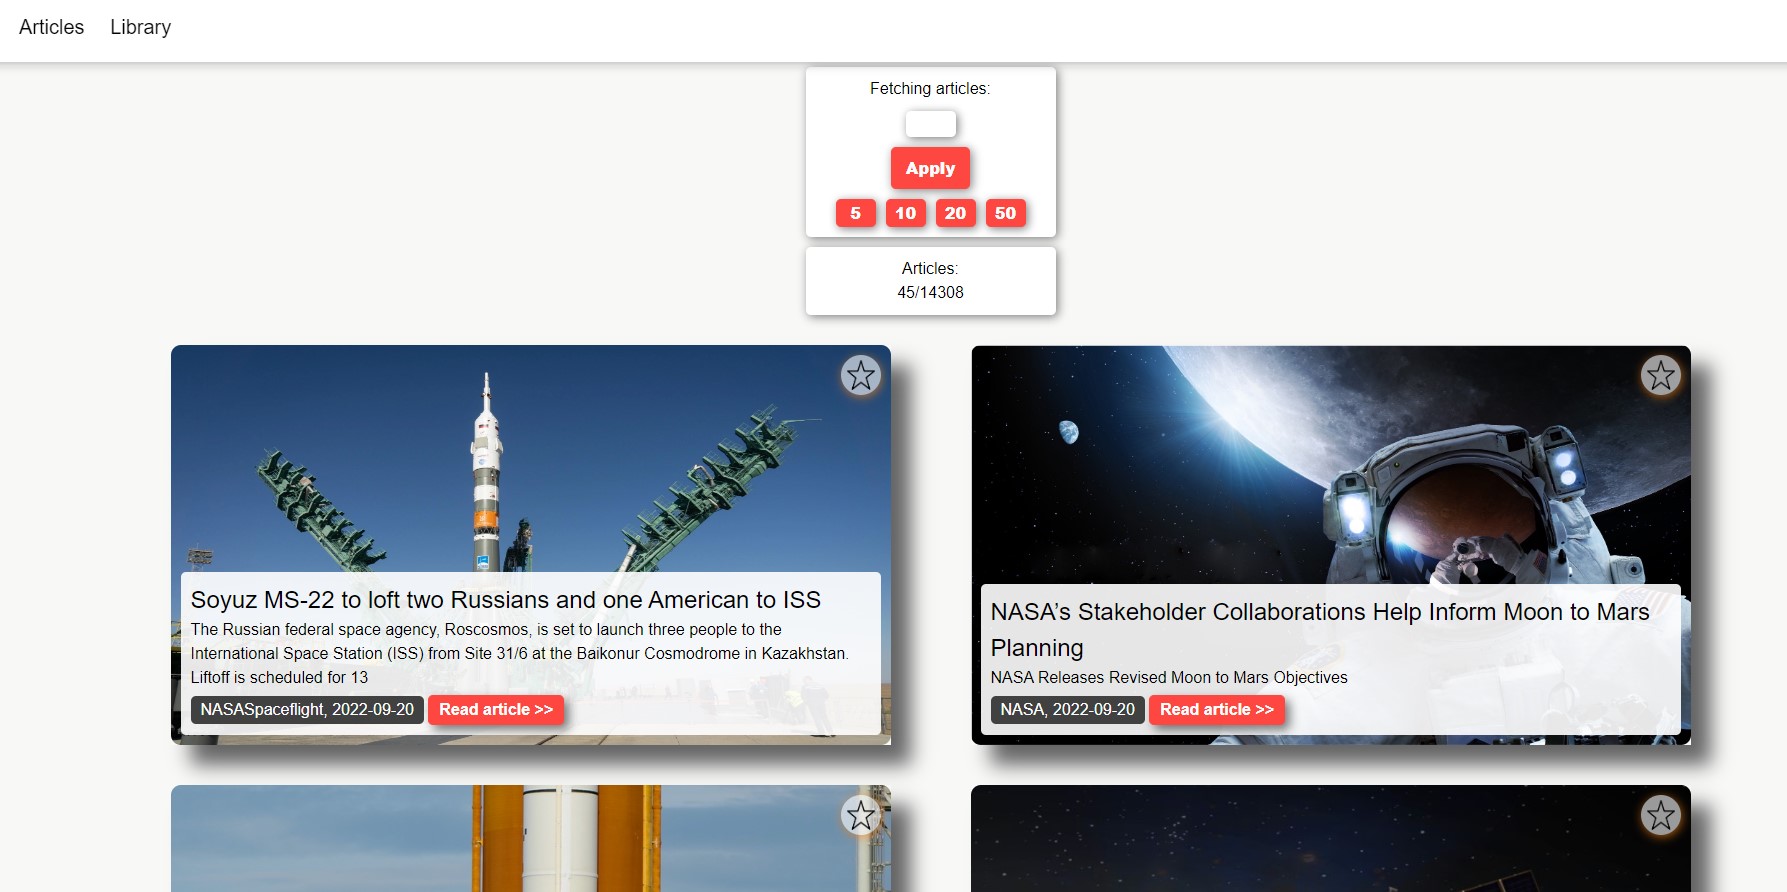 Articles Library
Fetching articles:
Apply
5 10 20 50
Articles:
45/14308
Soyuz MS-22 to loft two Russians and one American to ISS
The Russian federal space agency, Roscosmos, is set to launch three people to the
International Space Station (ISS) from Site 31/6 at the Baikonur Cosmodrome in Kazakhstan.
Liftoff is scheduled for 13
NASASpaceflight, 2022-09-20 Read article >>
NASA’s Stakeholder Collaborations Help Inform Moon to Mars
Planning
NASA Releases Revised Moon to Mars Objectives
NASA, 2022-09-20 Read article >>